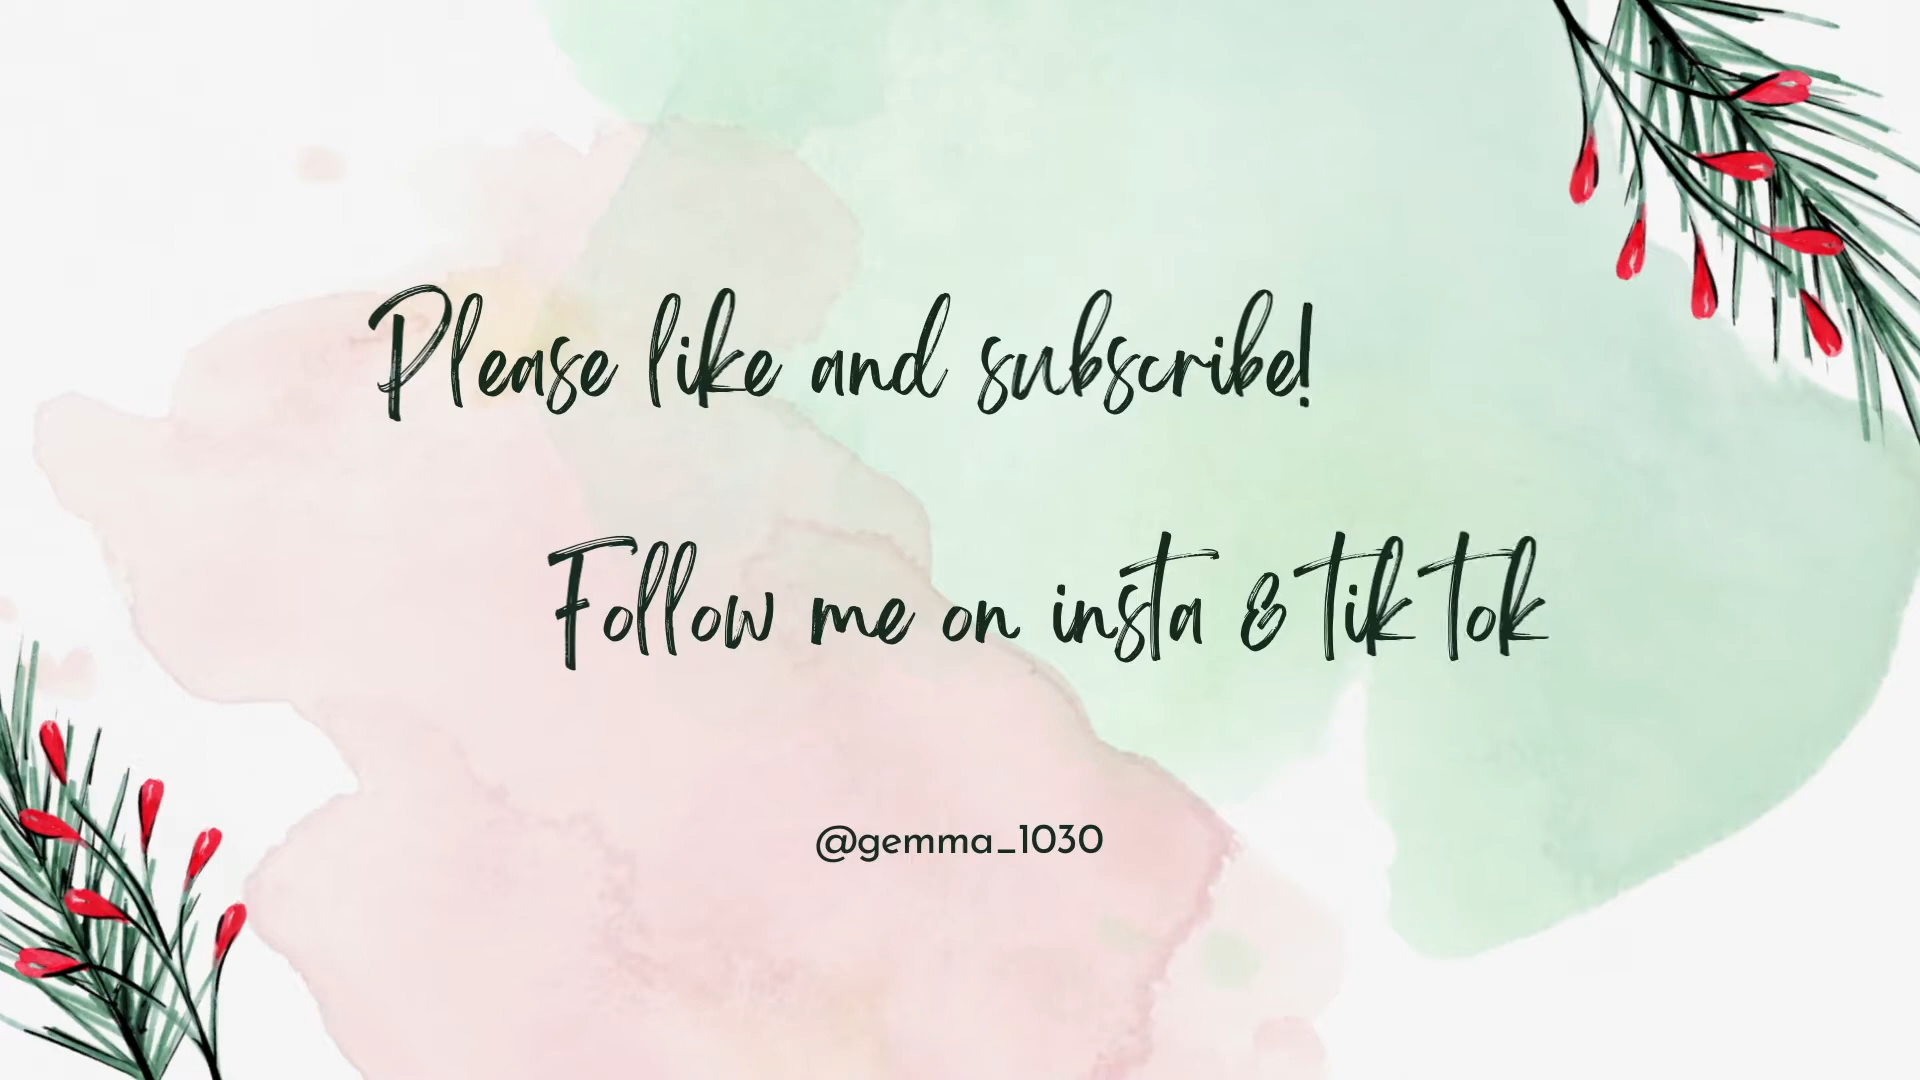 Please like and subscribe!
Follow me on insta & tik tok
@gemma_1030